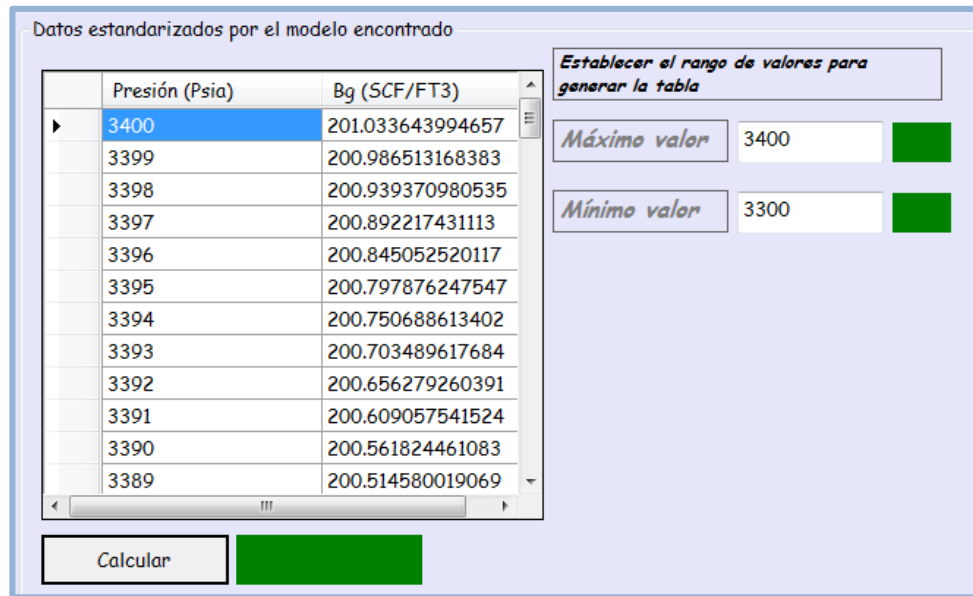 Datos estandarizados por el modelo encontrado
Presión (Psia) Bg (SCF/FT3)
3400 201.033643994657
3399 200.986513168383
3398 200.939370980535
3397 200.892217431113
3396 200.845052520117
3395 200.797876247547
3394 200.750688613402
3393 200.703489617684
3392 200.656279260391
3391 200.609057541524
3390 200.561824461083
3389 200.514580019069
Calcular
Establecer el rango de valores para
generar la tabla
Máximo valor 3400
Mínimo valor 3300